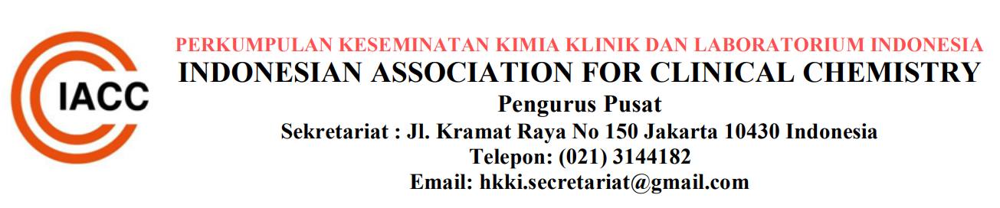 IACC
PERKUMPULAN KESEMINATAN KIMIA KLINIK DAN LABORATORIUM INDONESIA
INDONESIAN ASSOCIATION FOR CLINICAL CHEMISTRY
Pengurus Pusat
Sekretariat : Jl. Kramat Raya No 150 Jakarta 10430 Indonesia
Telepon: (021) 3144182
Email: hkki.secretariat@gmail.com